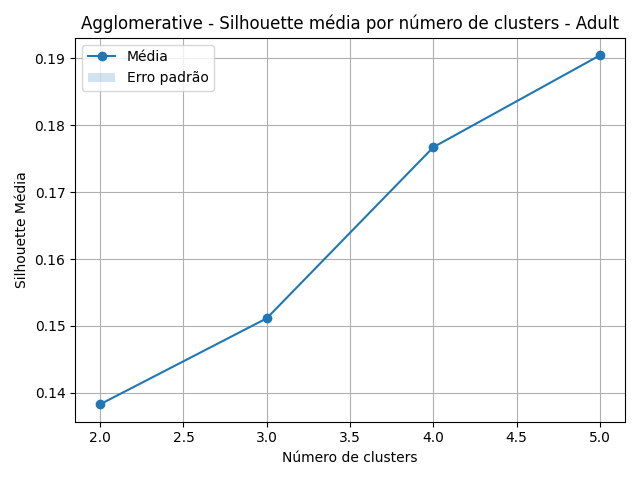 Agglomerative - Silhouette média por número de clusters - Adult
Média
Erro padrão
0.19
0.18
0.17
0.16
0.15
0.14
Silhouette Média
2.0 2.5 3.0 3.5 4.0 4.5 5.0
Número de clusters